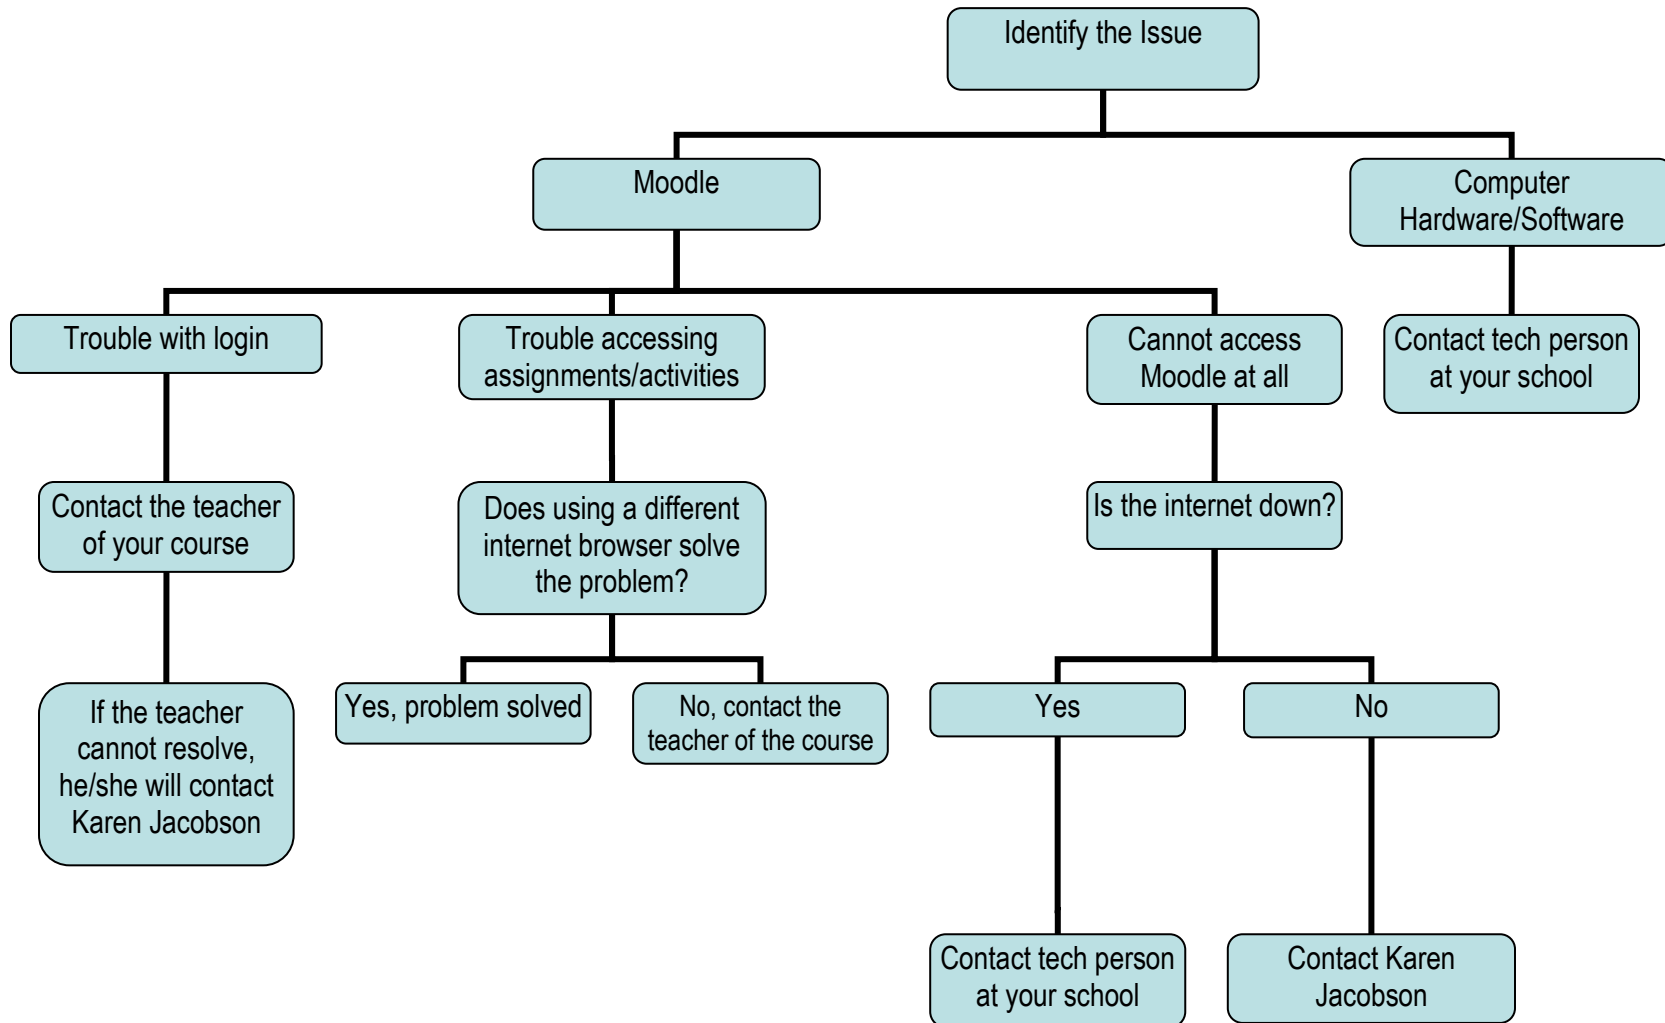 Identify the Issue
Moodle
Computer
Hardware/Software
Trouble with login
Trouble accessing
assignments/activities
Cannot access
Moodle at all
Contact tech person
at your school
Contact the teacher
of your course
Does using a different
internet browser solve
the problem?
Is the internet down?
If the teacher
cannot resolve,
he/she will contact
Karen Jacobson
Yes, problem solved
No, contact the
teacher of the course
Yes
No
Contact tech person
at your school
Contact Karen
Jacobson